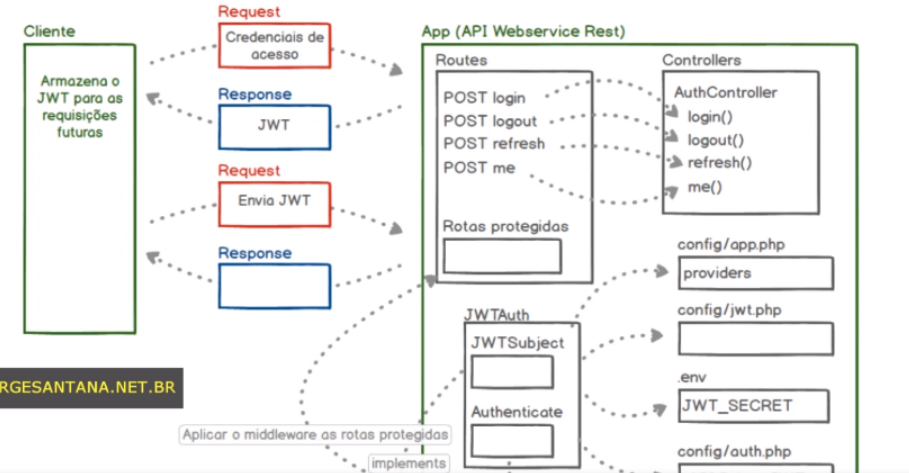 Cliente
Armazena o
JWT para as
requisições
futuras
Request
Credenciais de
acesso
Response
JWT
Request
Envia JWT
Response
App (API Webservice Rest)
Routes
POST login
POST logout
POST refresh
POST me
Rotas protegidas
Controllers
AuthController
login()
logout()
refresh()
me()
JWTAuth
JWTSubject
Authenticate
config/app.php
providers
config/jwt.php
.env
JWT_SECRET
config/auth.php
RGESANTANA.NET.BR
Aplicar o middleware as rotas protegidas
implements